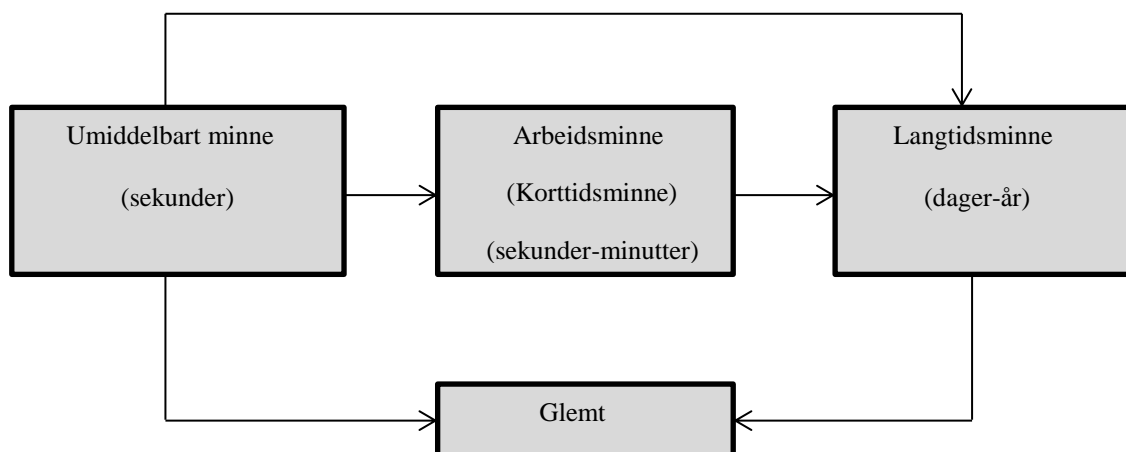 Umiddelbart minne
(sekunder)
Arbeidsminne
(Korttidsminne)
(sekunder-minutter)
Langtidsminne
(dager-år)
Glemt